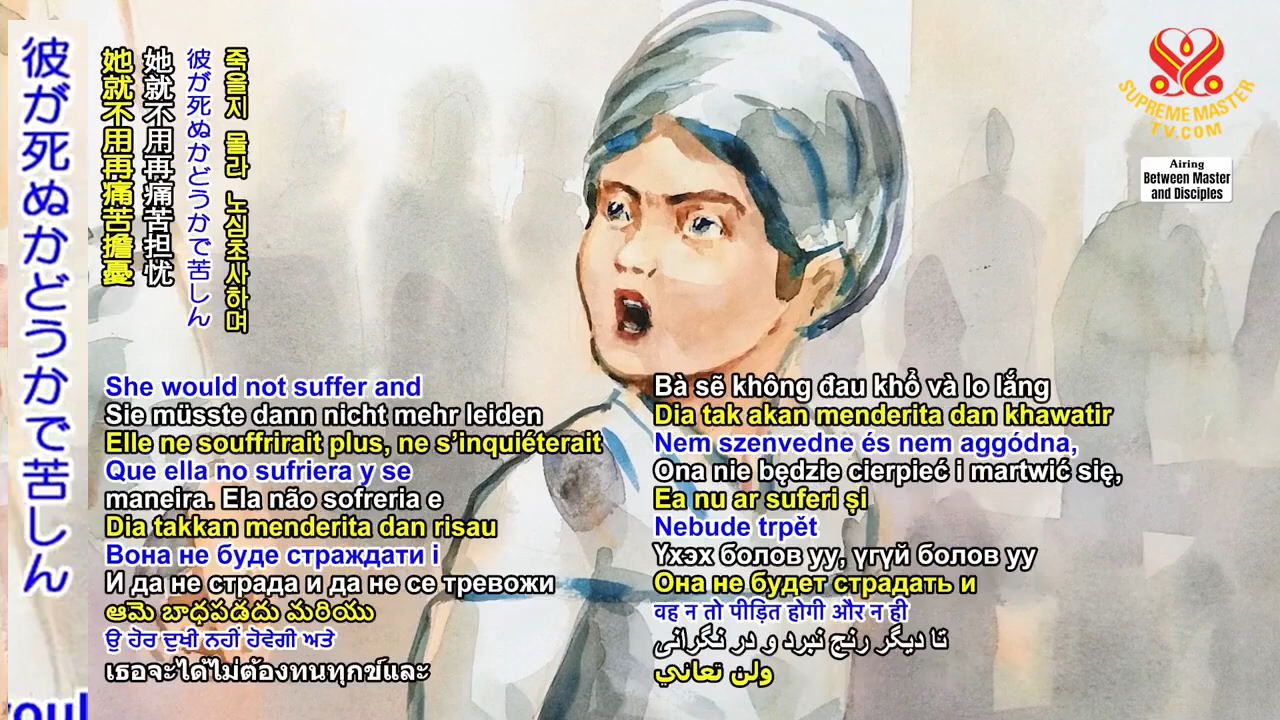 彼が死ぬかどうかで苦しん
她就不用再痛苦擔憂
她就不用再痛苦担忧
彼が死ぬかどうかで苦しん
죽을지 몰라 노심초사하며
SUPREME MASTER
TV.COM
Airing
Between Master
and Disciples
She would not suffer and
Sie müsste dann nicht mehr leiden
Elle ne souffrirait plus, ne s’inquiéterait
Que ella no sufriera y se
maneira. Ela não sofreria e
Dia takkan menderita dan risau
Вона не буде страждати і
И да не страда и да не се тревожи
ఆమె బాధపడదు మరియు
ਉ ਹੋਰ ਦੁਖੀ ਨਹੀਂ ਹੋਵੇਗੀ ਅਤੇ
เธอจะได้ไม่ต้องทนทุกข์และ
Bà sẽ không đau khổ và lo lắng
Dia tak akan menderita dan khawatir
Nem szenvedne és nem aggódna,
Ona nie będzie cierpieć i martwić się,
Ea nu ar suferi și
Nebude trpět
Үхэх болов уу, үгүй болов уу
Она не будет страдать и
वह न तो पीड़ित होगी और न ही
تا دیگر رنج نبرد و در نگرانی
ولن تعاني
oul